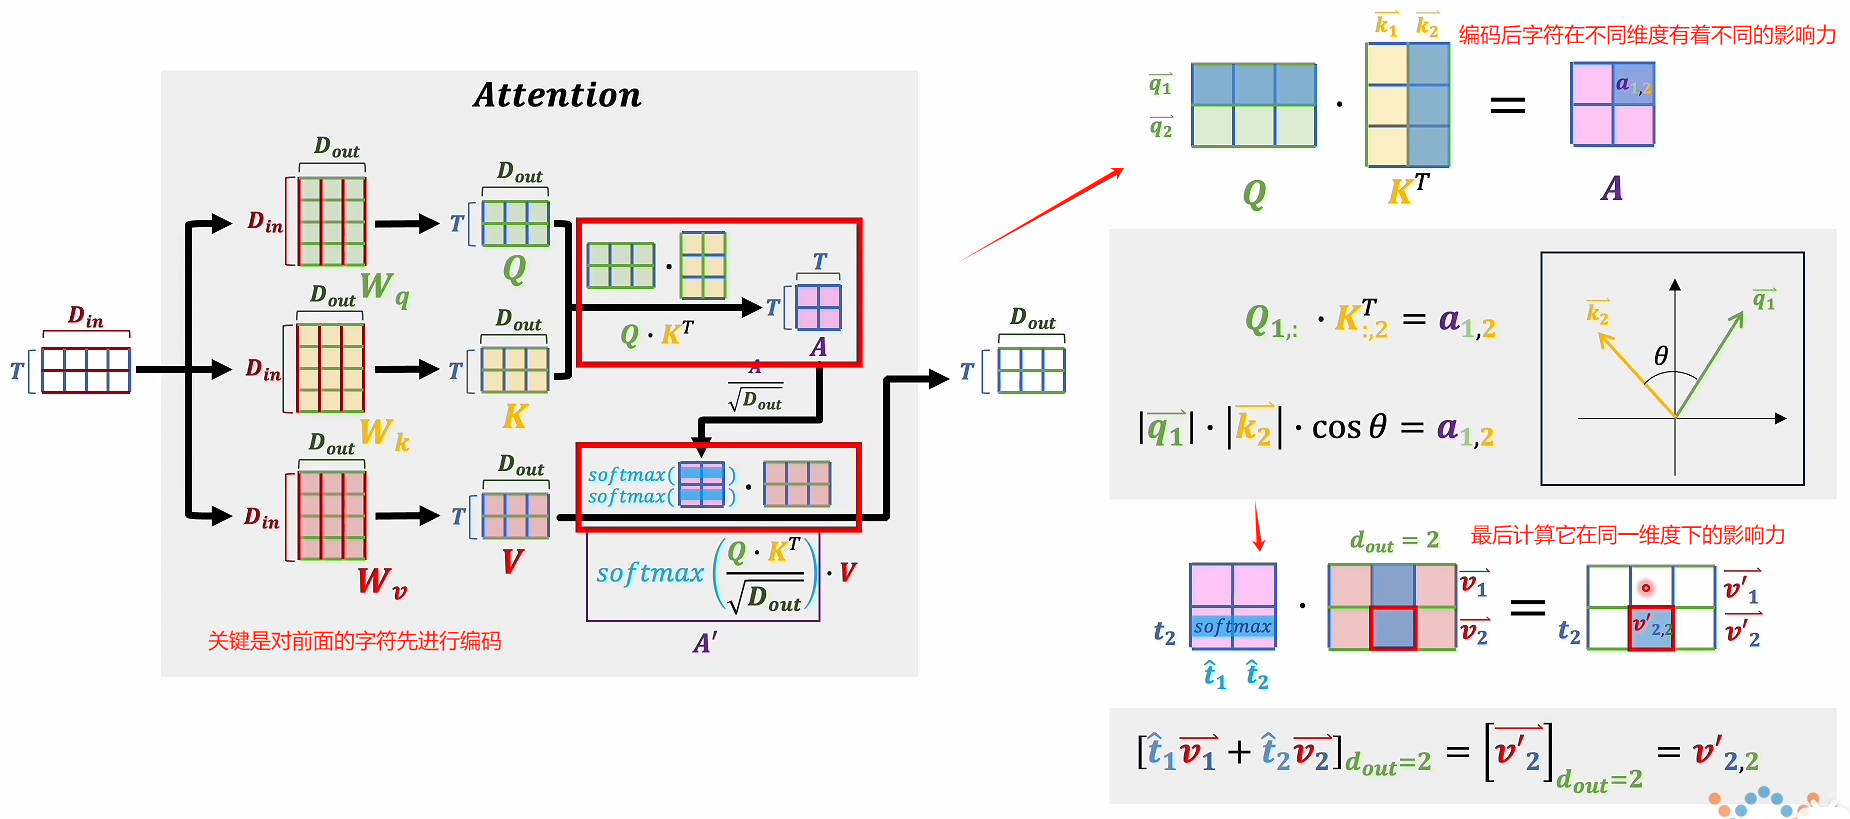 Attention
D_in
T
D_out
D_in
W_q
D_out
T
Q
D_out
D_in
W_k
D_out
T
K
D_out
D_in
W_v
D_out
T
V
Q · K^T
T
T
A
A/√D_out
softmax( )
softmax( )
·
softmax(Q · K^T / √D_out) · V
A′
D_out
T
关键是对前面的字符先进行编码
k_1 k_2
编码后字符在不同维度有着不同的影响力
q_1
q_2
· = a_1,2
Q K^T A
Q_1,: · K^T_:,2 = a_1,2
|q_1| · |k_2| · cos θ = a_1,2
k_2 θ q_1
d_out = 2
最后计算它在同一维度下的影响力
v_1 v′_1
t_2 softmax · v_2 = t_2 v′_2,2 v′_2
t̂_1 t̂_2
[t̂_1 v_1 + t̂_2 v_2]_d_out=2 = [v′_2]_d_out=2 = v′_2,2